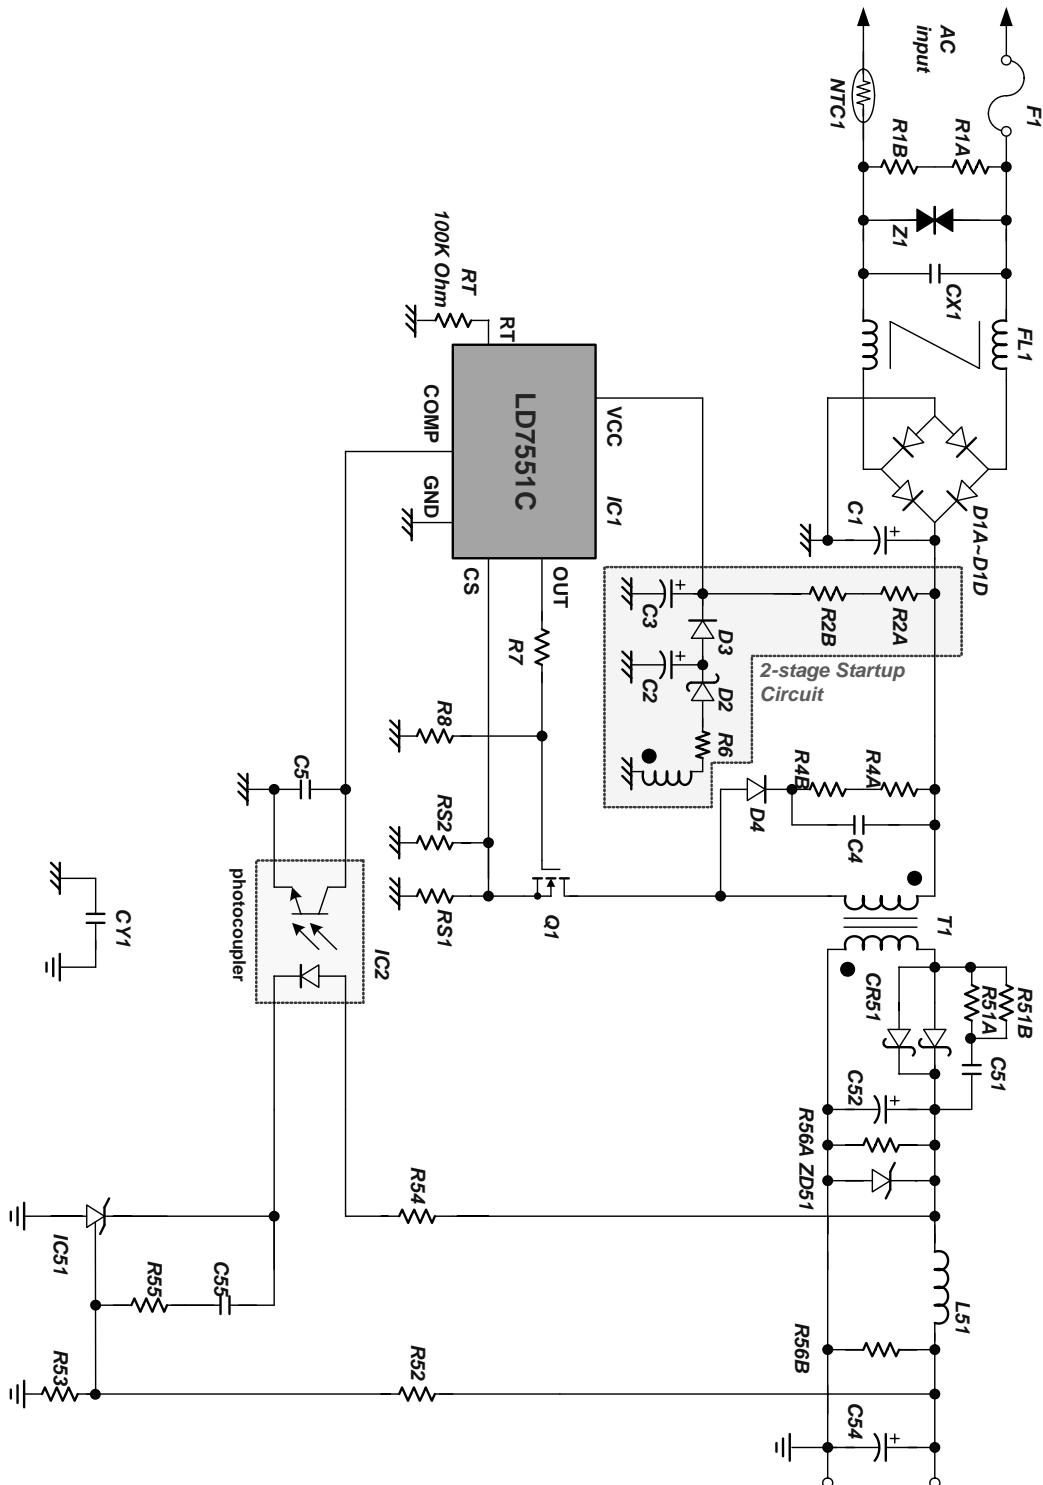 AC
input
F1
NTC1
R1B
R1A
Z1
CX1
FL1
D1A~D1D
C1
RT
100K Ohm
RT
COMP
GND
VCC
LD7551C
IC1
CS
OUT
R7
C3
R2B
R2A
D3
C2
D2
R6
2-stage Startup
Circuit
R8
RS2
RS1
C5
R4B
R4A
D4
C4
Q1
T1
CY1
photocoupler
IC2
CR51
R51A
R51B
C51
C52
R56A
ZD51
R54
IC51
R55
C55
L51
R56B
R53
R52
C54